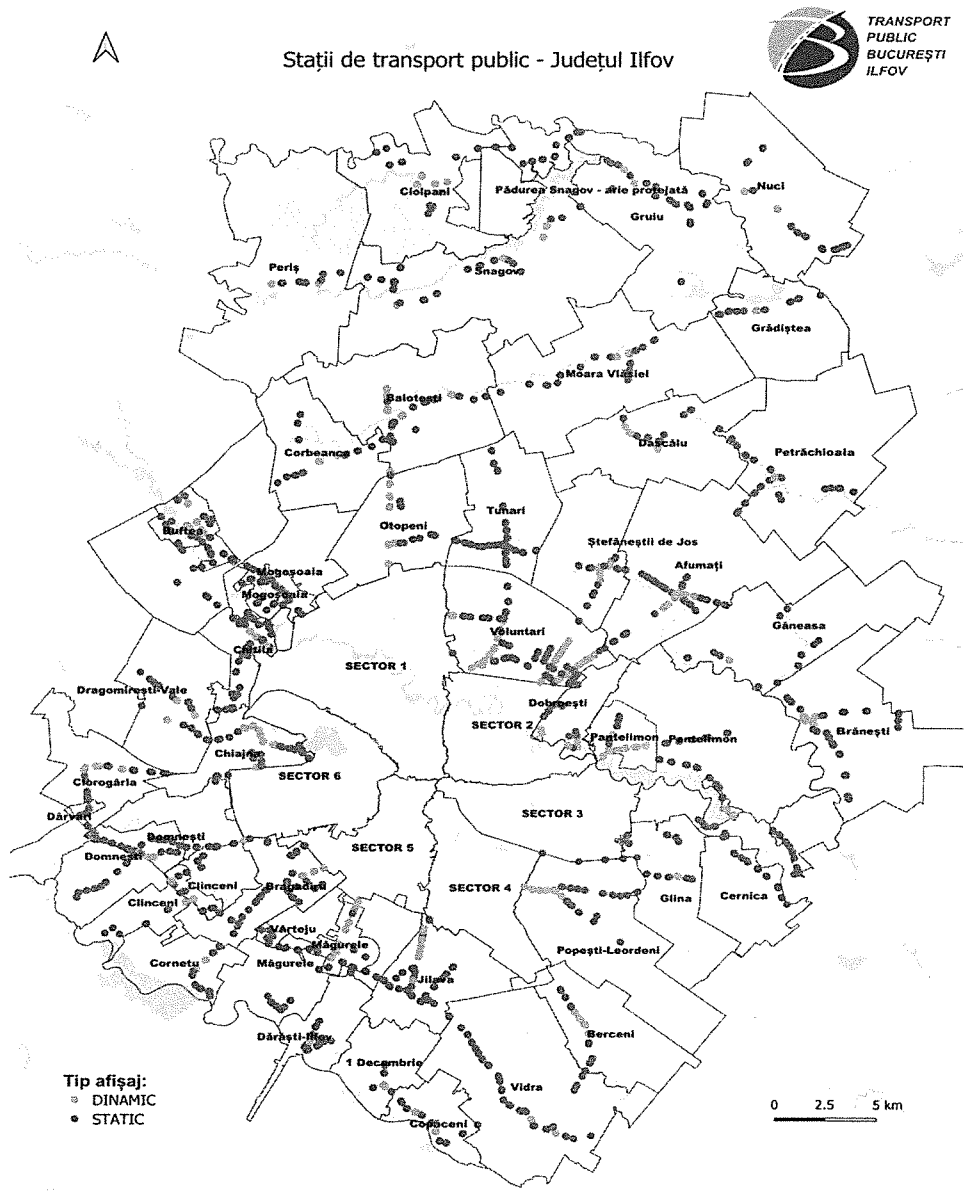 TRANSPORT
PUBLIC
BUCUREȘTI
ILFOV
Stații de transport public - Județul Ilfov
Ciolpani
Pădurea Snagov - arie protejată
Nuci
Gruiu
Periș
Snagov
Grădiștea
Moara Vlăsiei
Balotești
Dascălu
Corbeanca
Petrăchioaia
Buftea
Otopeni
Tunari
Ștefăneștii de Jos
Afumați
Mogoșoaia
Mogoșoaia
Găneasa
Voluntari
Chitila
SECTOR 1
Dragomirești-Vale
Dobroești
SECTOR 2
Brănești
Pantelimon
Pantelimon
Chiajna
SECTOR 6
Ciorogârla
Dârvari
SECTOR 3
Domnești
SECTOR 5
Domnești
Clinceni
Bragadiru
SECTOR 4
Glina
Cernica
Clinceni
Vârteju
Măgurele
Popești-Leordeni
Cornetu
Măgurele
Jilava
Dărăști-Ilfov
Berceni
1 Decembrie
Vidra
Copăceni
Tip afișaj:
DINAMIC
STATIC
0 2.5 5 km